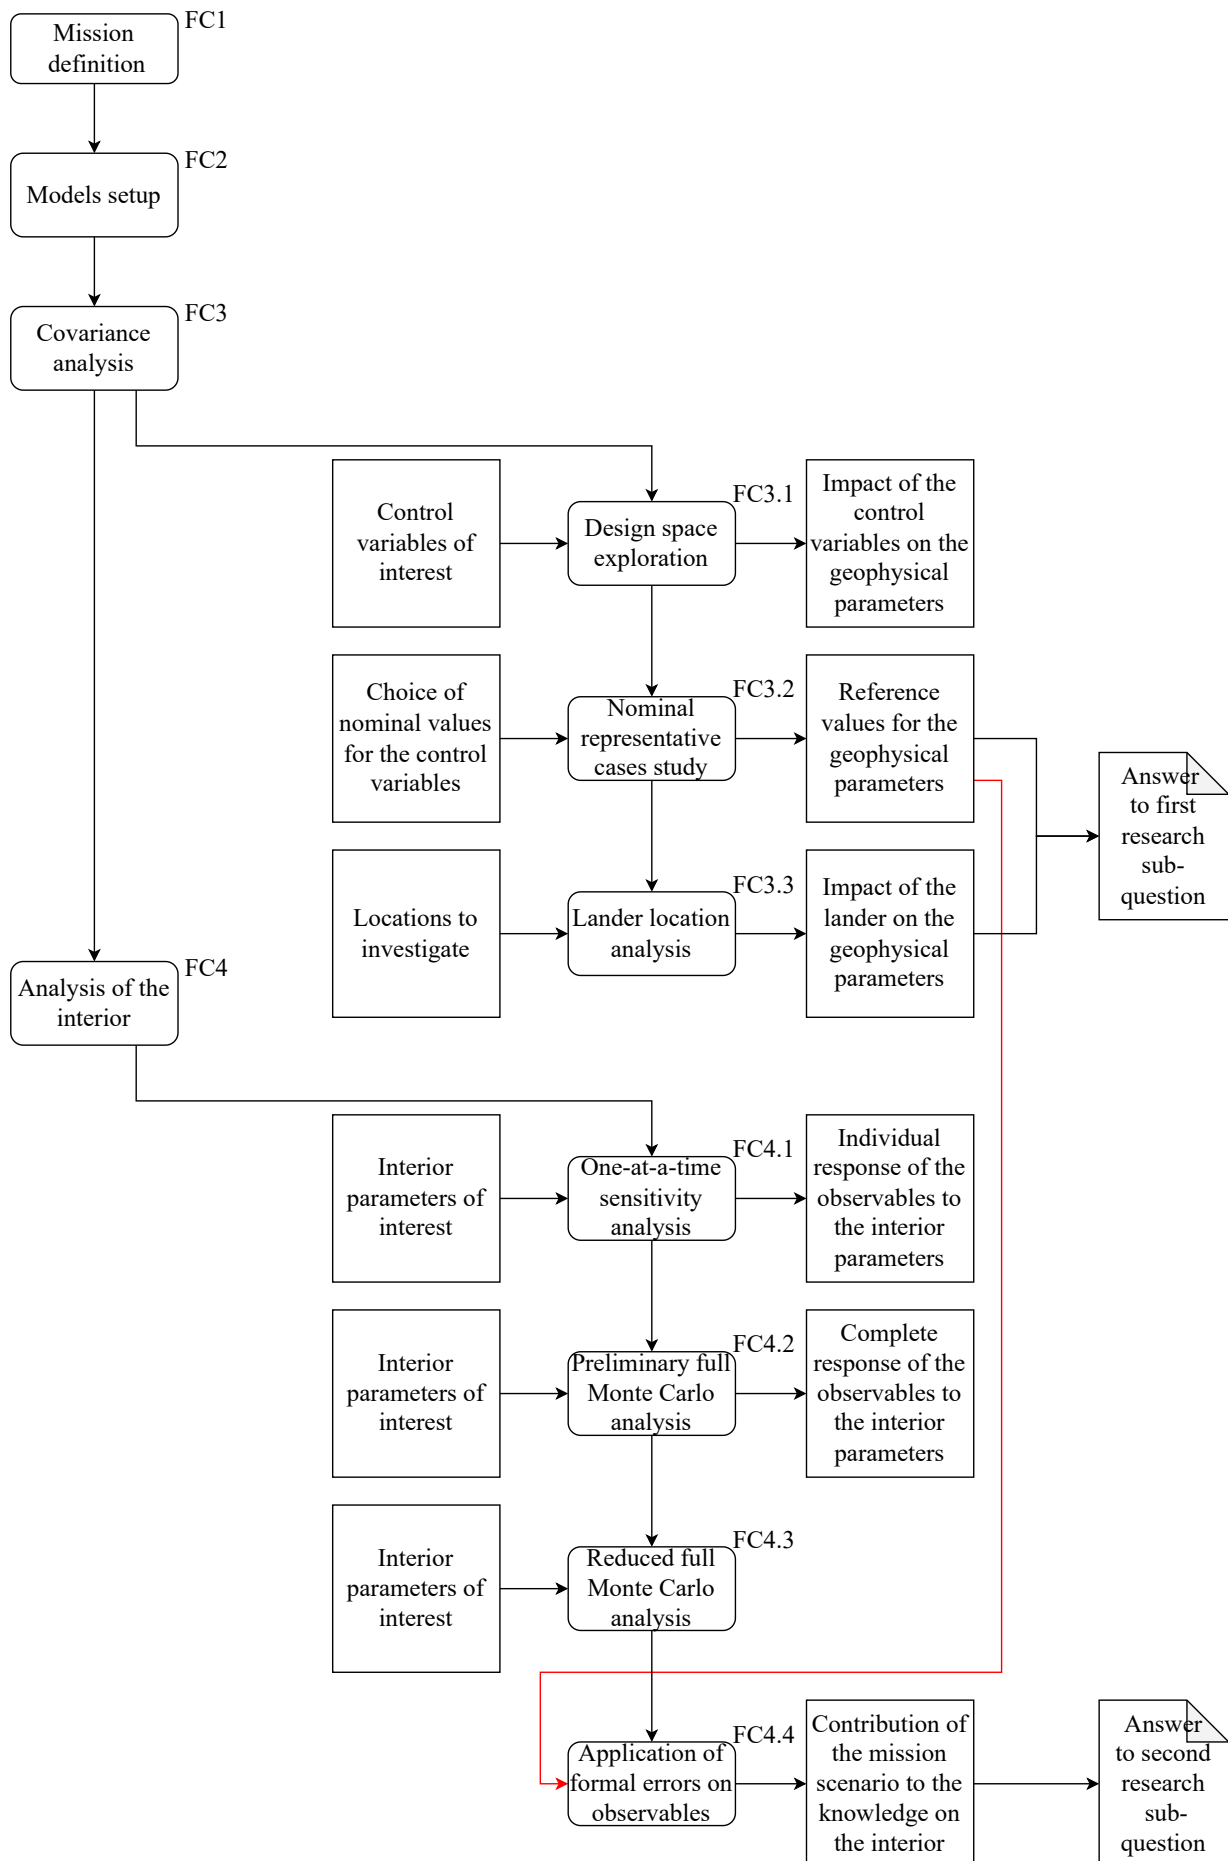 FC1
Mission
definition
FC2
Models setup
FC3
Covariance
analysis
Control
variables of
interest
FC3.1
Design space
exploration
Impact of the
control
variables on the
geophysical
parameters
Choice of
nominal values
for the control
variables
FC3.2
Nominal
representative
cases study
Reference
values for the
geophysical
parameters
Answer
to first
research
sub-
question
Locations to
investigate
FC3.3
Lander location
analysis
Impact of the
lander on the
geophysical
parameters
FC4
Analysis of the
interior
Interior
parameters of
interest
FC4.1
One-at-a-time
sensitivity
analysis
Individual
response of the
observables to
the interior
parameters
Interior
parameters of
interest
FC4.2
Preliminary full
Monte Carlo
analysis
Complete
response of the
observables to
the interior
parameters
Interior
parameters of
interest
FC4.3
Reduced full
Monte Carlo
analysis
FC4.4
Application of
formal errors on
observables
Contribution of
the mission
scenario to the
knowledge on
the interior
Answer
to second
research
sub-
question